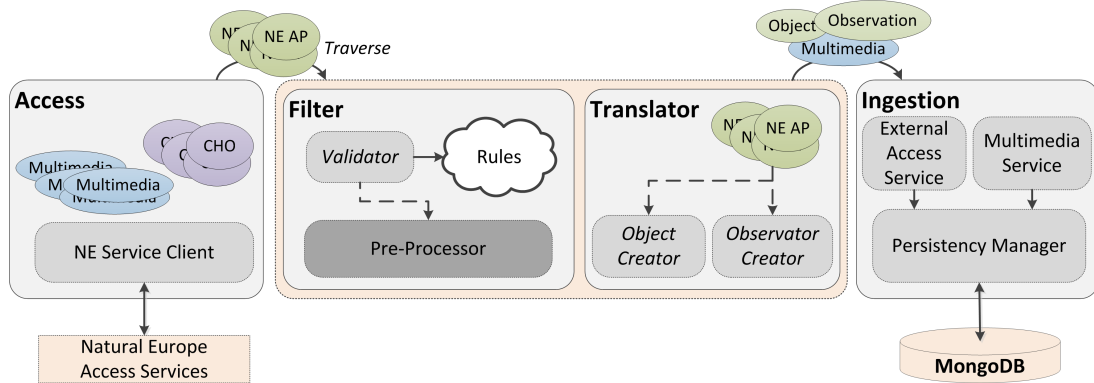 NE AP
Traverse
Object
Observation
Multimedia
Access
CHO
Multimedia
Multimedia
NE Service Client
Natural Europe
Access Services
Filter
Validator
Rules
Pre-Processor
Translator
NE AP
Object
Creator
Observator
Creator
Ingestion
External
Access
Service
Multimedia
Service
Persistency Manager
MongoDB